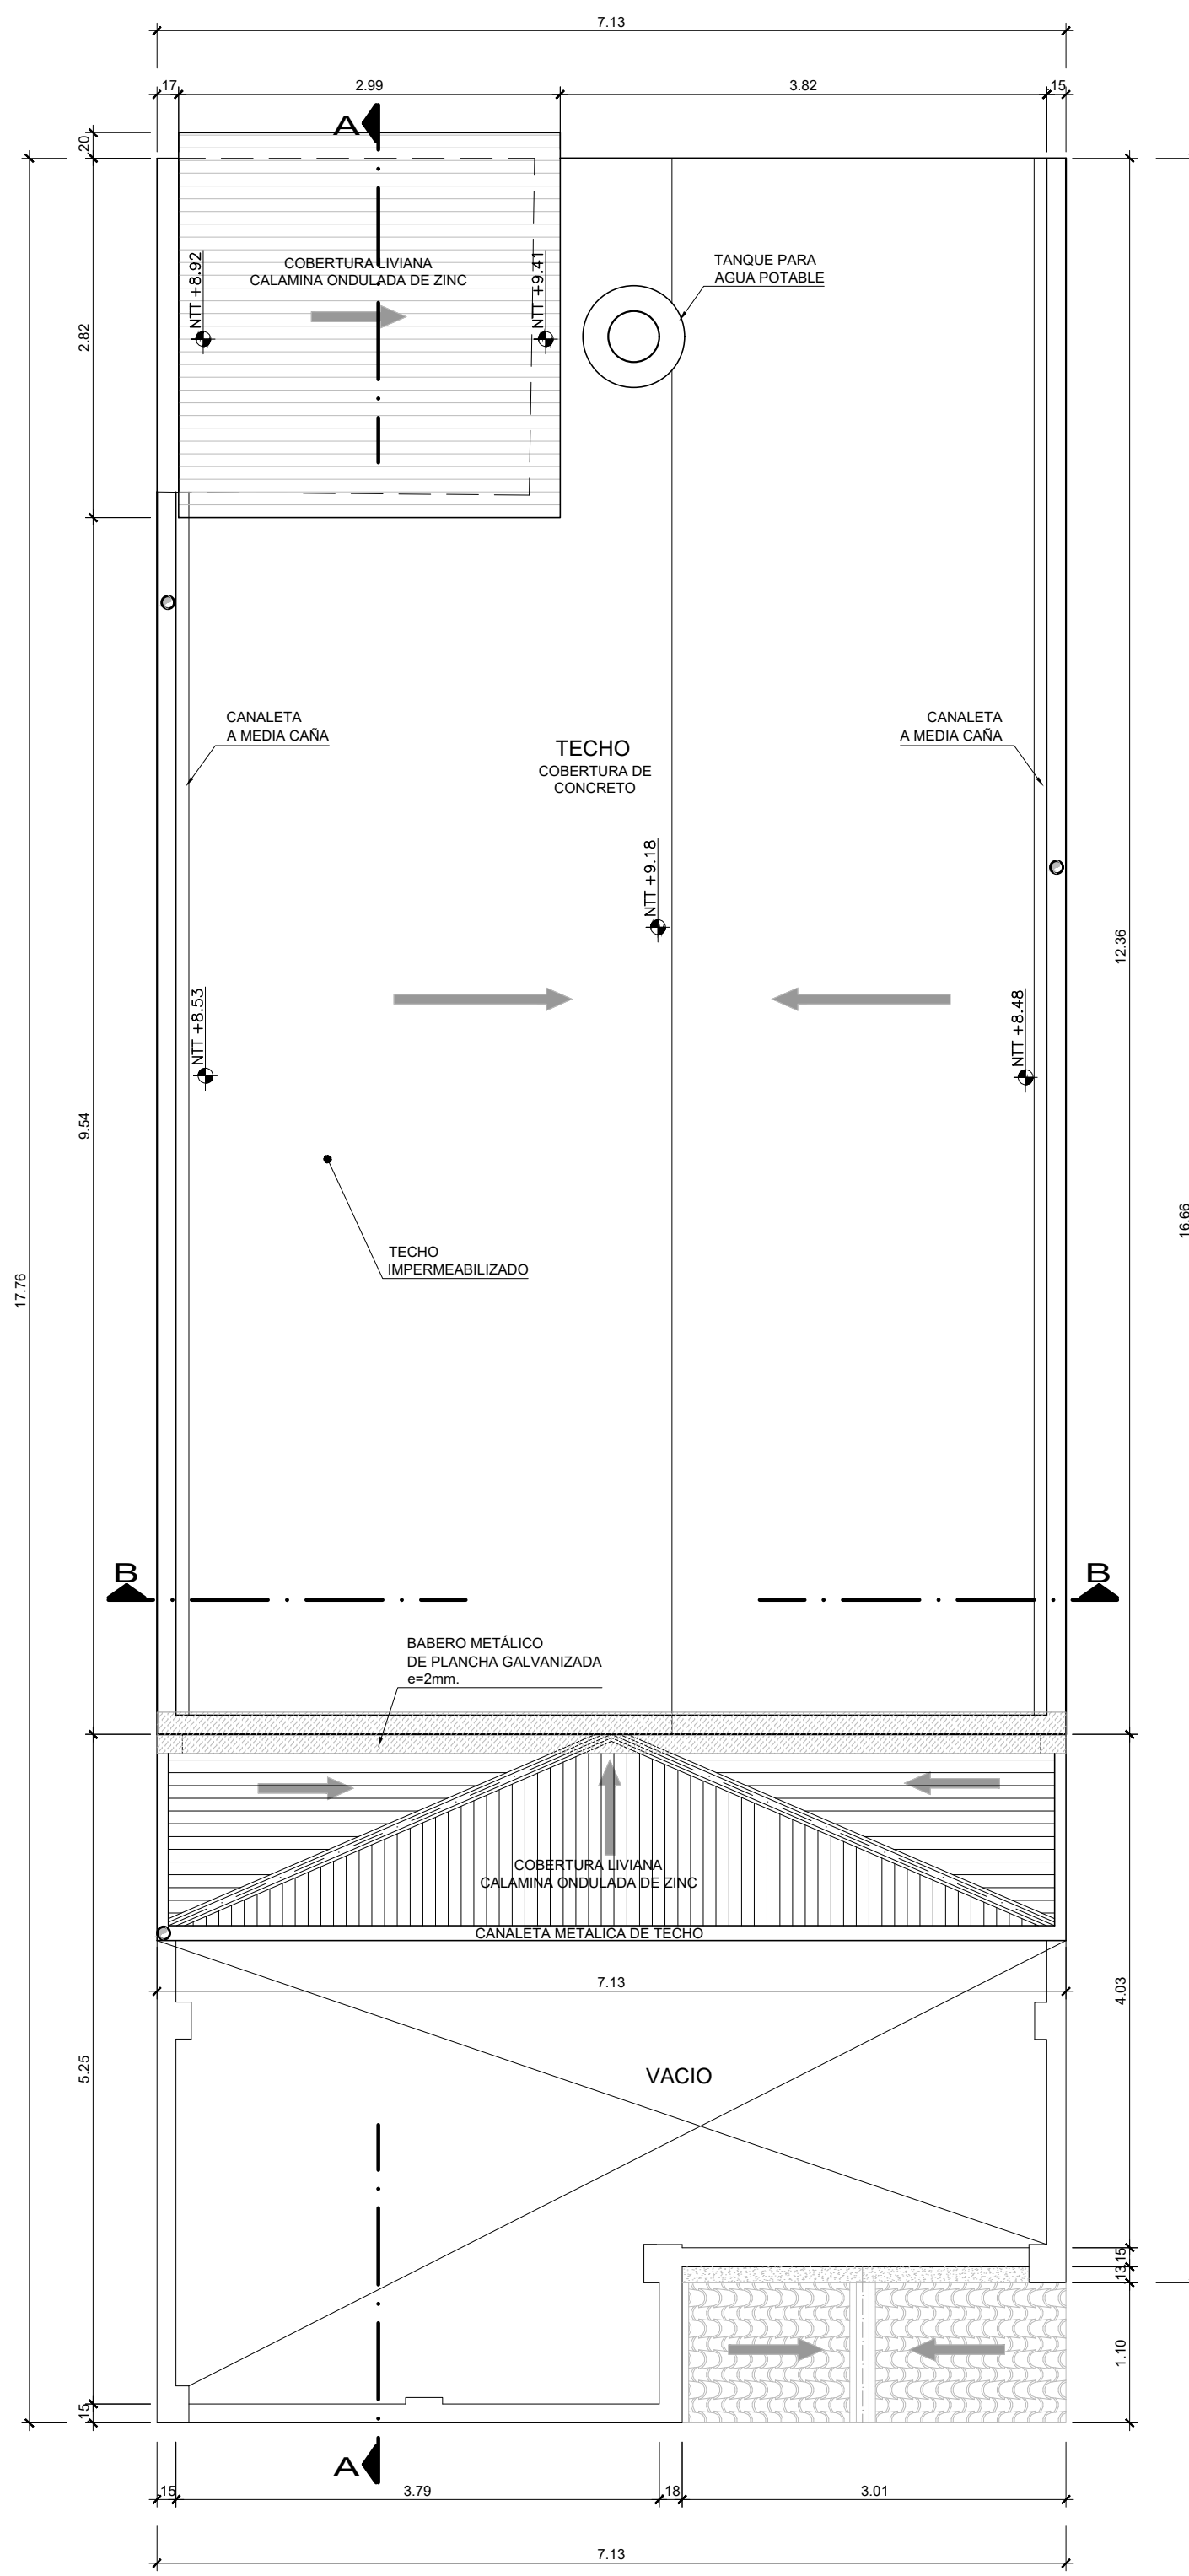 7.13
17
2.99
3.82
15
A
20
COBERTURA LIVIANA
CALAMINA ONDULADA DE ZINC
NTT +8.92
NTT +9.41
TANQUE PARA
AGUA POTABLE
2.82
CANALETA
A MEDIA CAÑA
TECHO
COBERTURA DE
CONCRETO
CANALETA
A MEDIA CAÑA
NTT +9.18
12.36
NTT +8.53
NTT +8.48
9.54
16.66
TECHO
IMPERMEABILIZADO
17.76
B
B
BABERO METÁLICO
DE PLANCHA GALVANIZADA
e=2mm.
COBERTURA LIVIANA
CALAMINA ONDULADA DE ZINC
CANALETA METALICA DE TECHO
7.13
4.03
5.25
VACIO
15
13
1.10
15
A
15
3.79
18
3.01
7.13